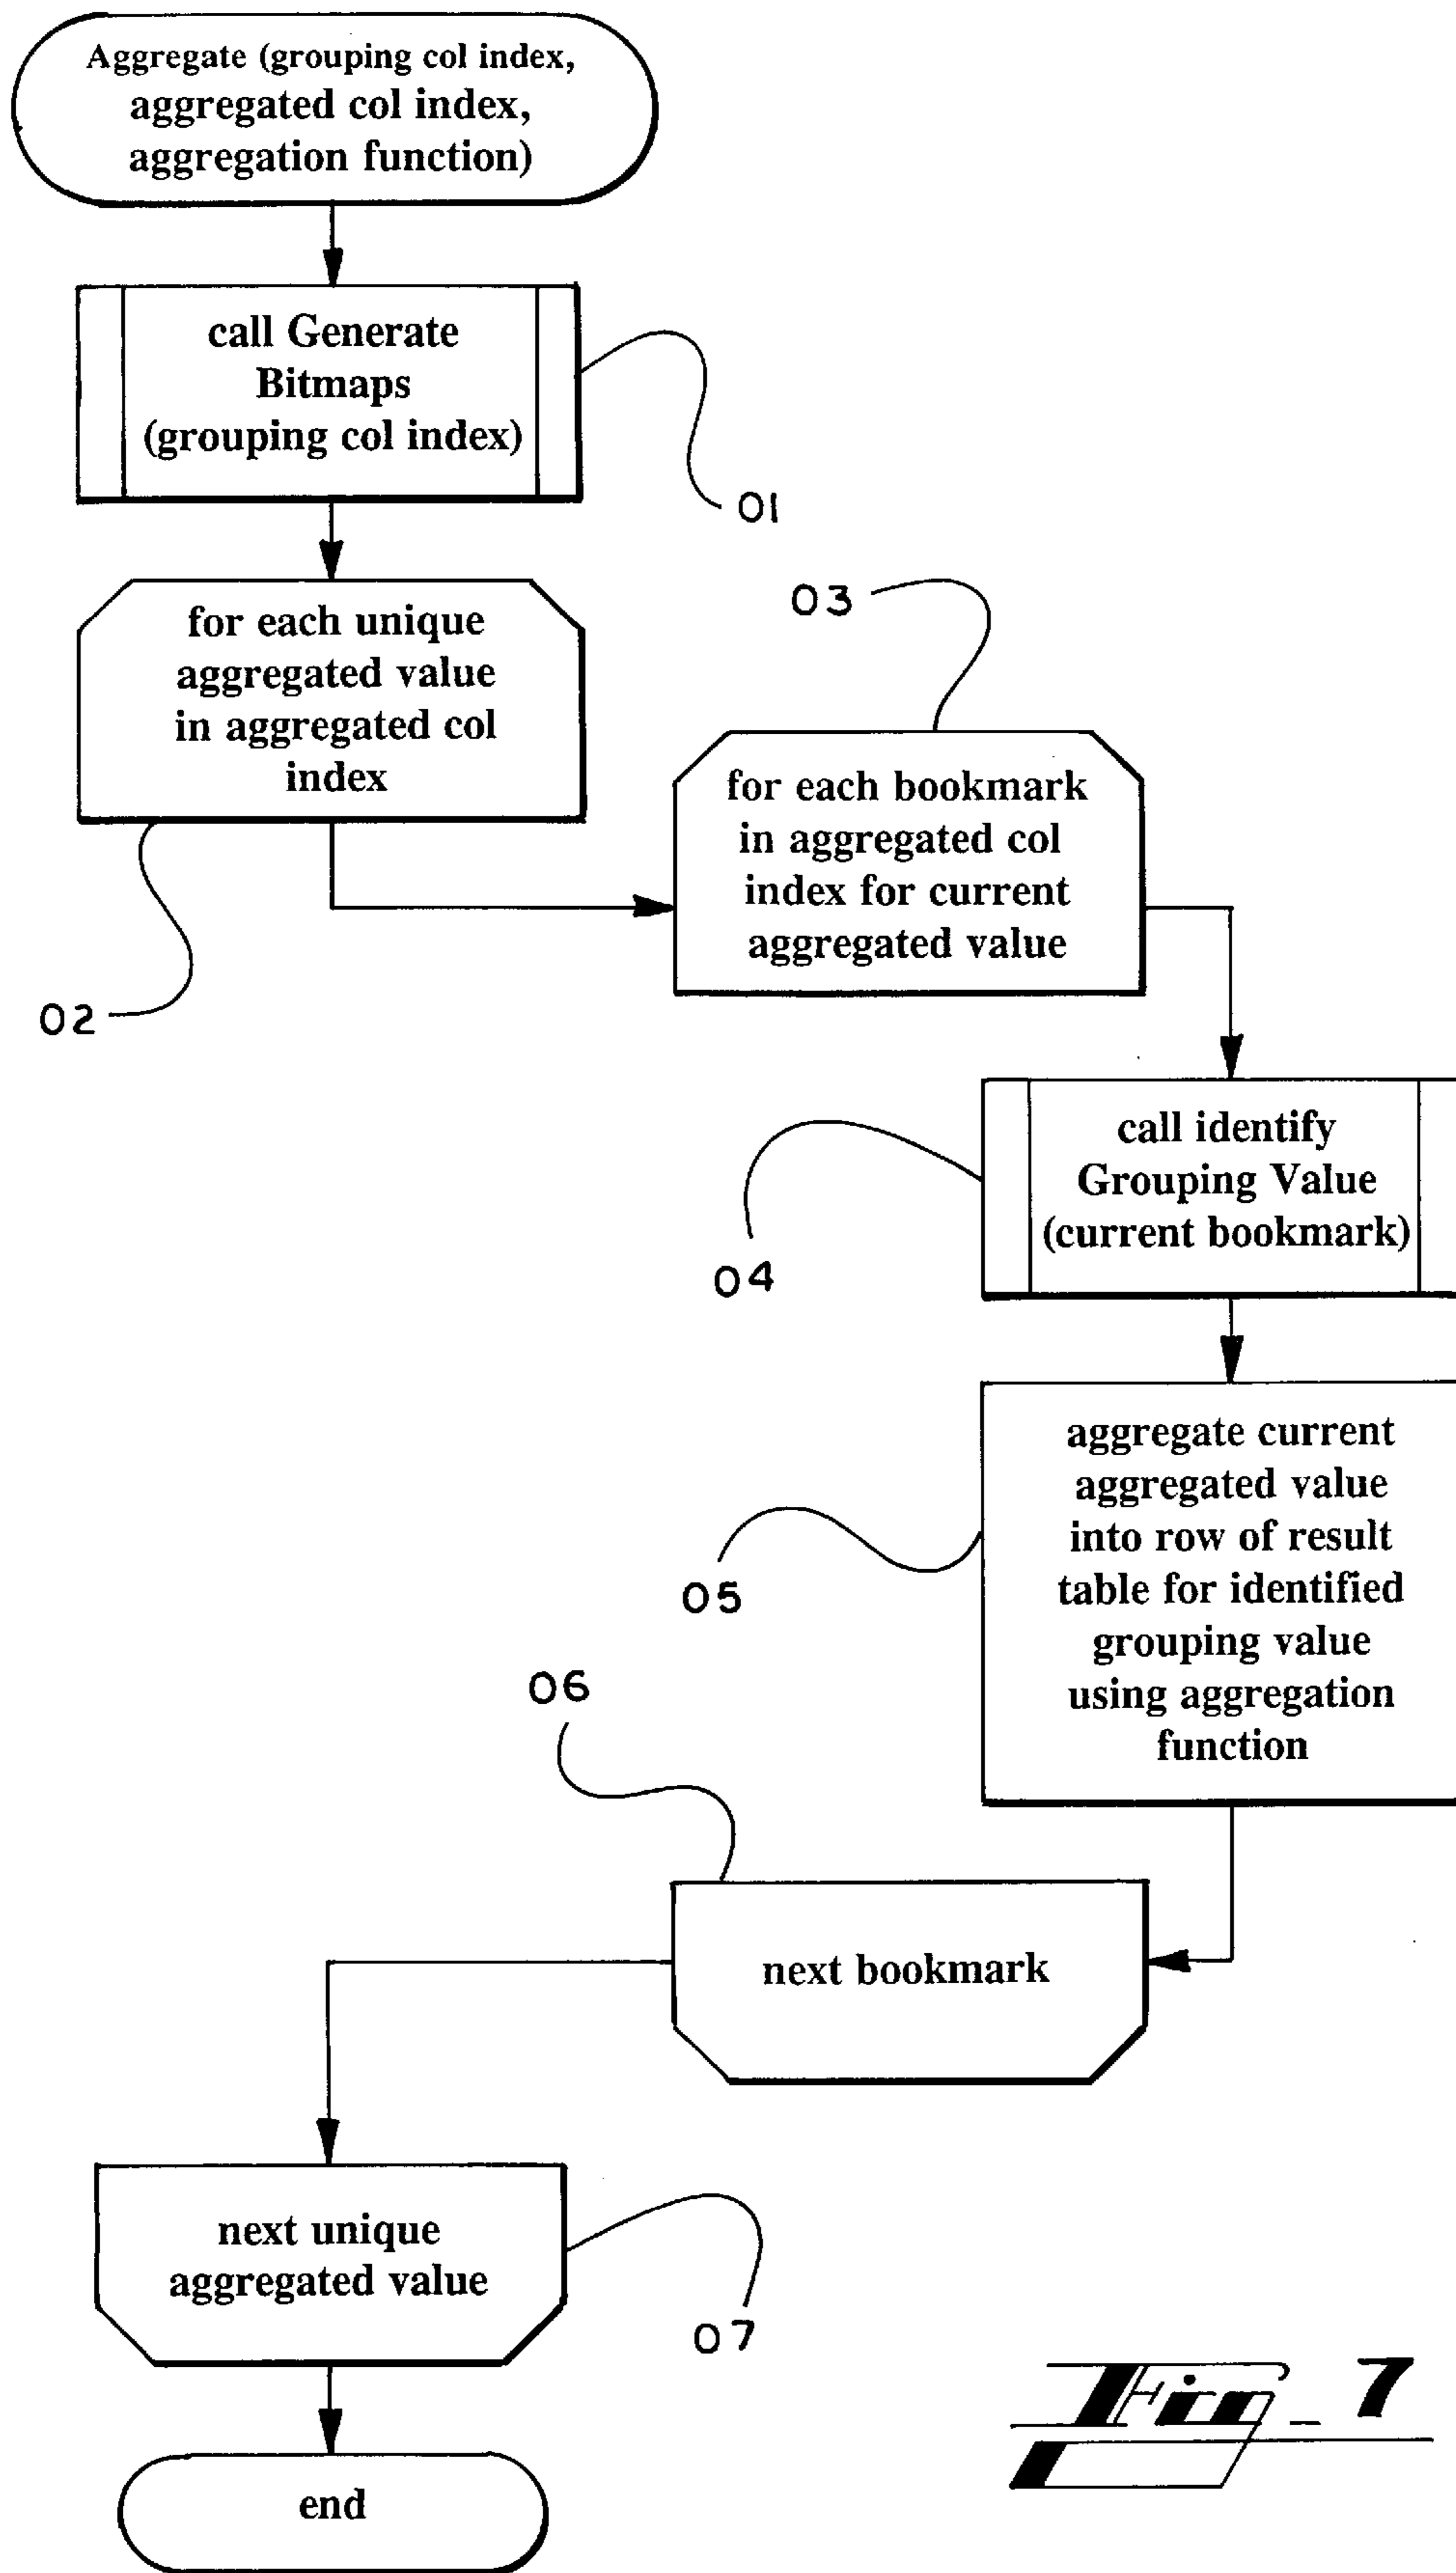 Aggregate (grouping col index,
aggregated col index,
aggregation function)
call Generate
Bitmaps
(grouping col index)
01
for each unique
aggregated value
in aggregated col
index
02
03
for each bookmark
in aggregated col
index for current
aggregated value
call identify
Grouping Value
(current bookmark)
04
aggregate current
aggregated value
into row of result
table for identified
grouping value
using aggregation
function
05
06
next bookmark
next unique
aggregated value
07
end
Fig_7